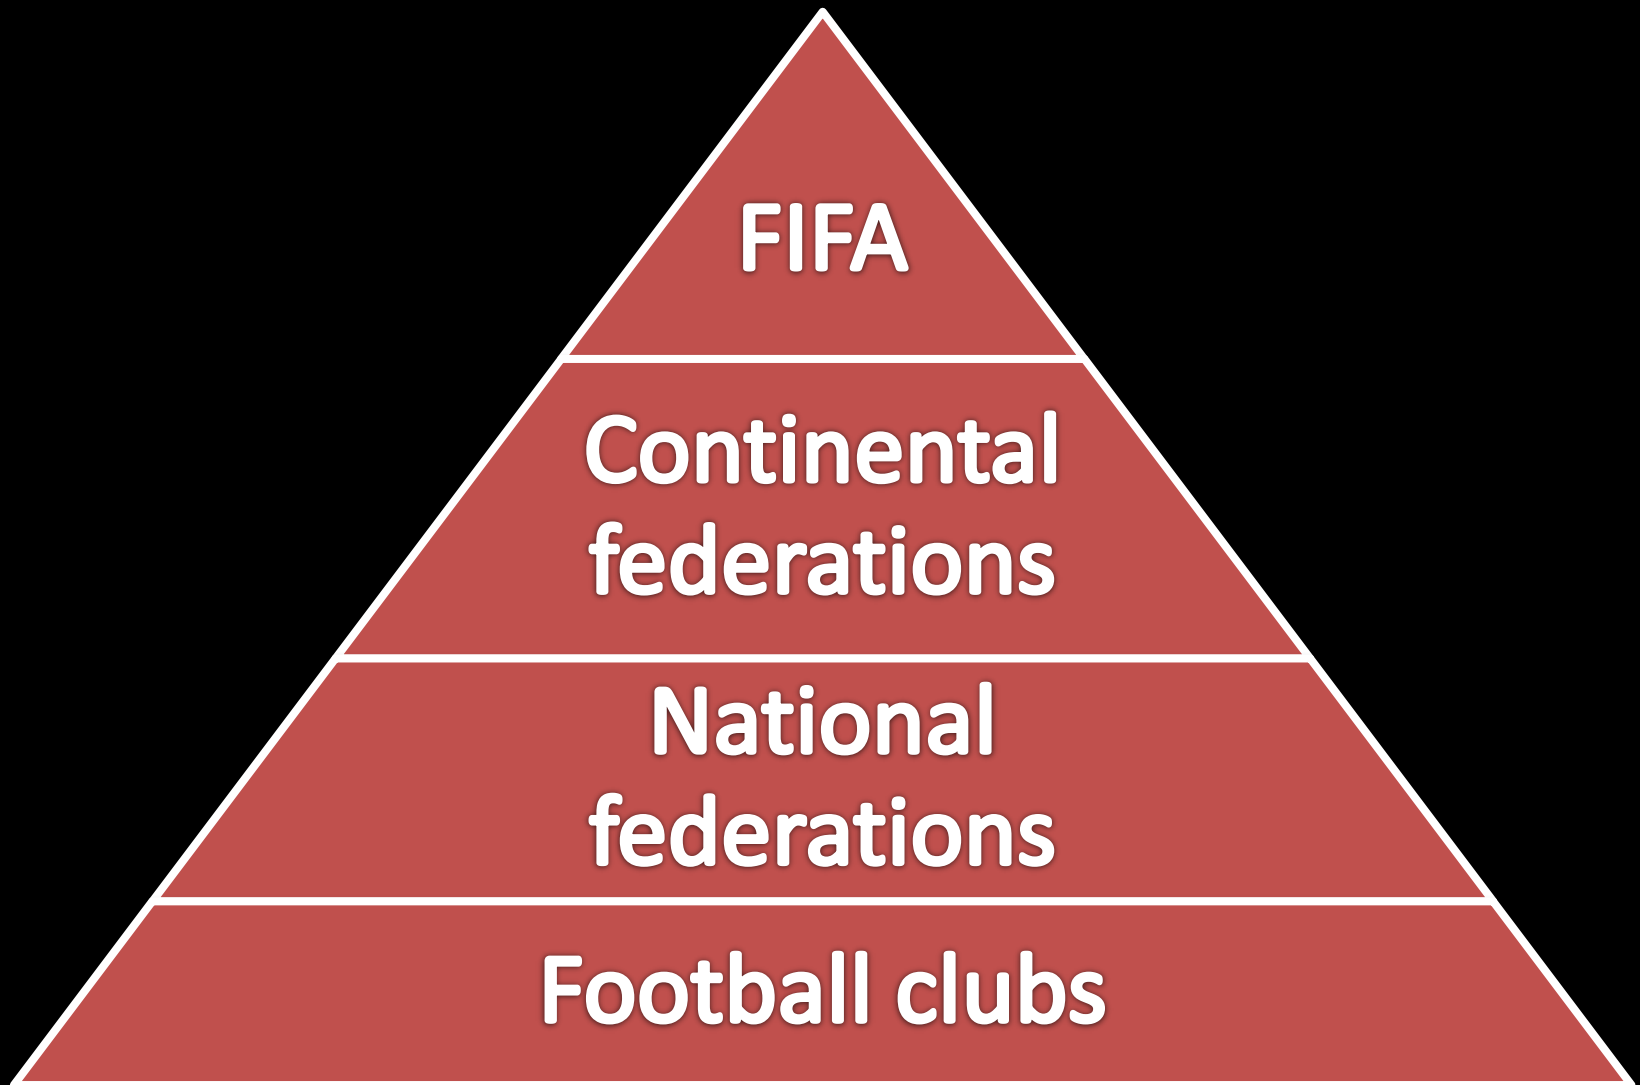 FIFA
Continental
federations
National
federations
Football clubs